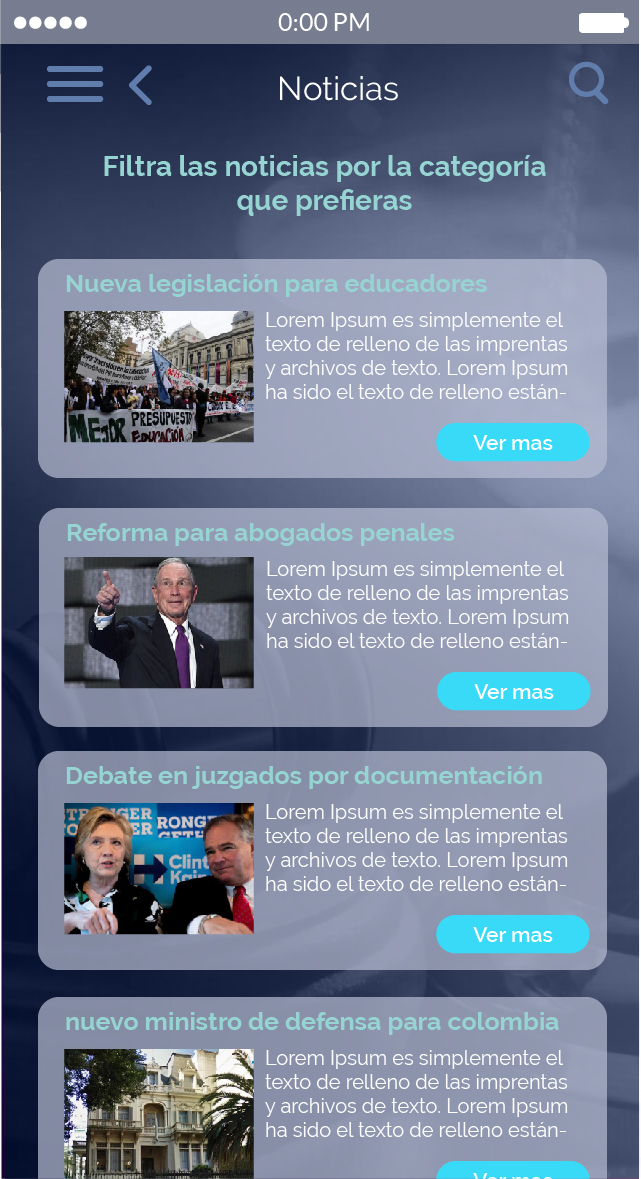 0:00 PM
Noticias
Filtra las noticias por la categoría
que prefieras
Nueva legislación para educadores
Lorem Ipsum es simplemente el
texto de relleno de las imprentas
y archivos de texto. Lorem Ipsum
ha sido el texto de relleno están-
MEJOR PRESUPUESTO
EDUCACIÓN
Ver mas
Reforma para abogados penales
Lorem Ipsum es simplemente el
texto de relleno de las imprentas
y archivos de texto. Lorem Ipsum
ha sido el texto de relleno están-
Ver mas
Debate en juzgados por documentación
RONGER
Clint
Kain
Lorem Ipsum es simplemente el
texto de relleno de las imprentas
y archivos de texto. Lorem Ipsum
ha sido el texto de relleno están-
Ver mas
nuevo ministro de defensa para colombia
Lorem Ipsum es simplemente el
texto de relleno de las imprentas
y archivos de texto. Lorem Ipsum
ha sido el texto de relleno están-
Ver mas